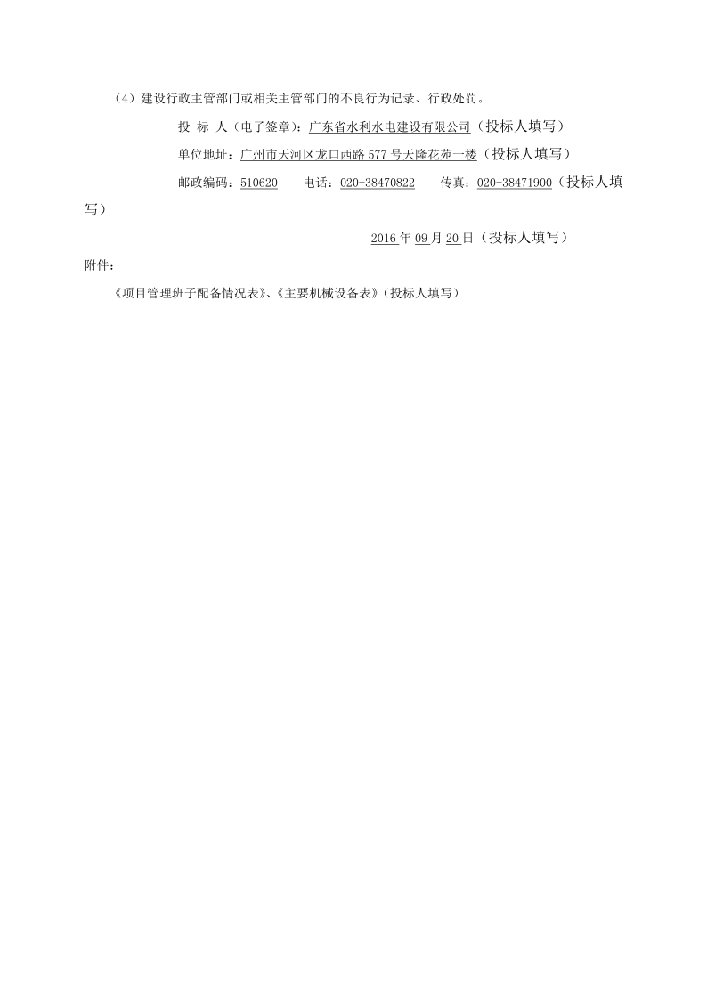 （4）建设行政主管部门或相关主管部门的不良行为记录、行政处罚。
投 标 人（电子签章）：广东省水利水电建设有限公司（投标人填写）
单位地址：广州市天河区龙口西路 577 号天隆花苑一楼（投标人填写）
邮政编码：510620 电话：020-38470822 传真：020-38471900（投标人填
写）
2016 年 09 月 20 日（投标人填写）
附件：
《项目管理班子配备情况表》、《主要机械设备表》（投标人填写）